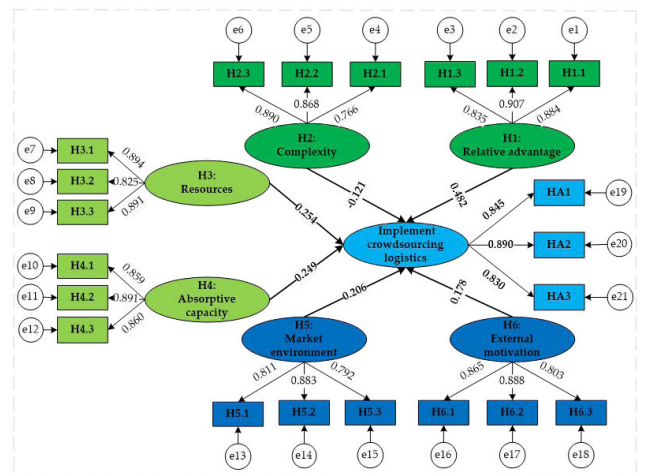 e6
e5
e4
e3
e2
e1
H2.3
H2.2
H2.1
H1.3
H1.2
H1.1
0.890
0.868
0.766
0.835
0.907
0.884
H2:
Complexity
H1:
Relative advantage
e7
H3.1
e8
H3.2
e9
H3.3
0.894
0.825
0.891
H3:
Resources
-0.121
0.482
0.254
Implement
crowdsourcing
logistics
0.845
0.890
0.830
HA1
e19
HA2
e20
HA3
e21
e10
H4.1
e11
H4.2
e12
H4.3
0.859
0.891
0.860
H4:
Absorptive
capacity
0.249
0.206
0.178
H5:
Market
environment
H6:
External
motivation
0.811
0.883
0.792
0.865
0.888
0.803
H5.1
H5.2
H5.3
H6.1
H6.2
H6.3
e13
e14
e15
e16
e17
e18